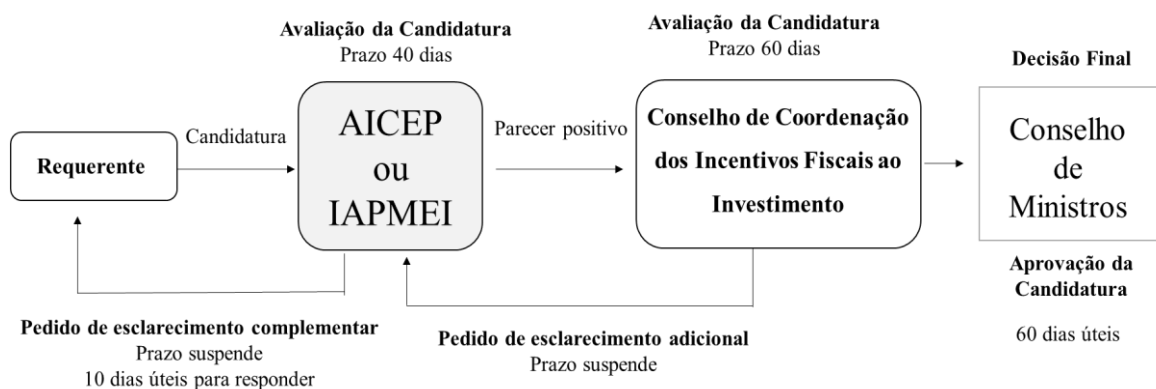 Avaliação da Candidatura
Prazo 40 dias
Avaliação da Candidatura
Prazo 60 dias
Decisão Final
Requerente
Candidatura
AICEP
ou
IAPMEI
Parecer positivo
Conselho de Coordenação
dos Incentivos Fiscais ao
Investimento
Conselho
de
Ministros
Pedido de esclarecimento complementar
Prazo suspende
10 dias úteis para responder
Pedido de esclarecimento adicional
Prazo suspende
Aprovação da
Candidatura
60 dias úteis